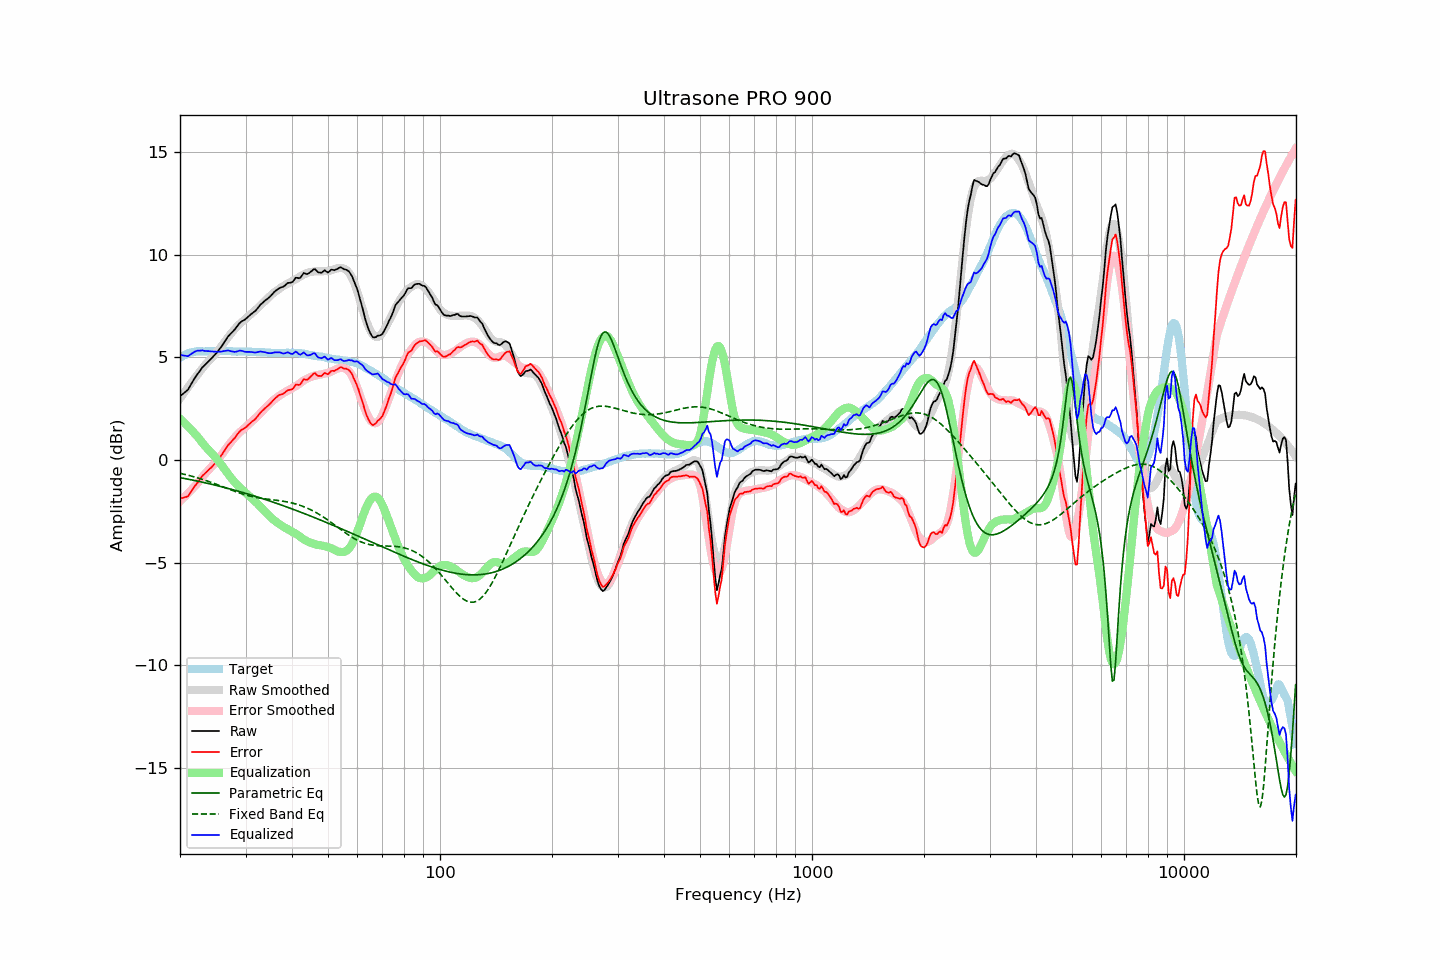 Ultrasone PRO 900
Amplitude (dBr)
15
10
5
0
−5
−10
−15
Target
Raw Smoothed
Error Smoothed
Raw
Error
Equalization
Parametric Eq
Fixed Band Eq
Equalized
100
1000
10000
Frequency (Hz)